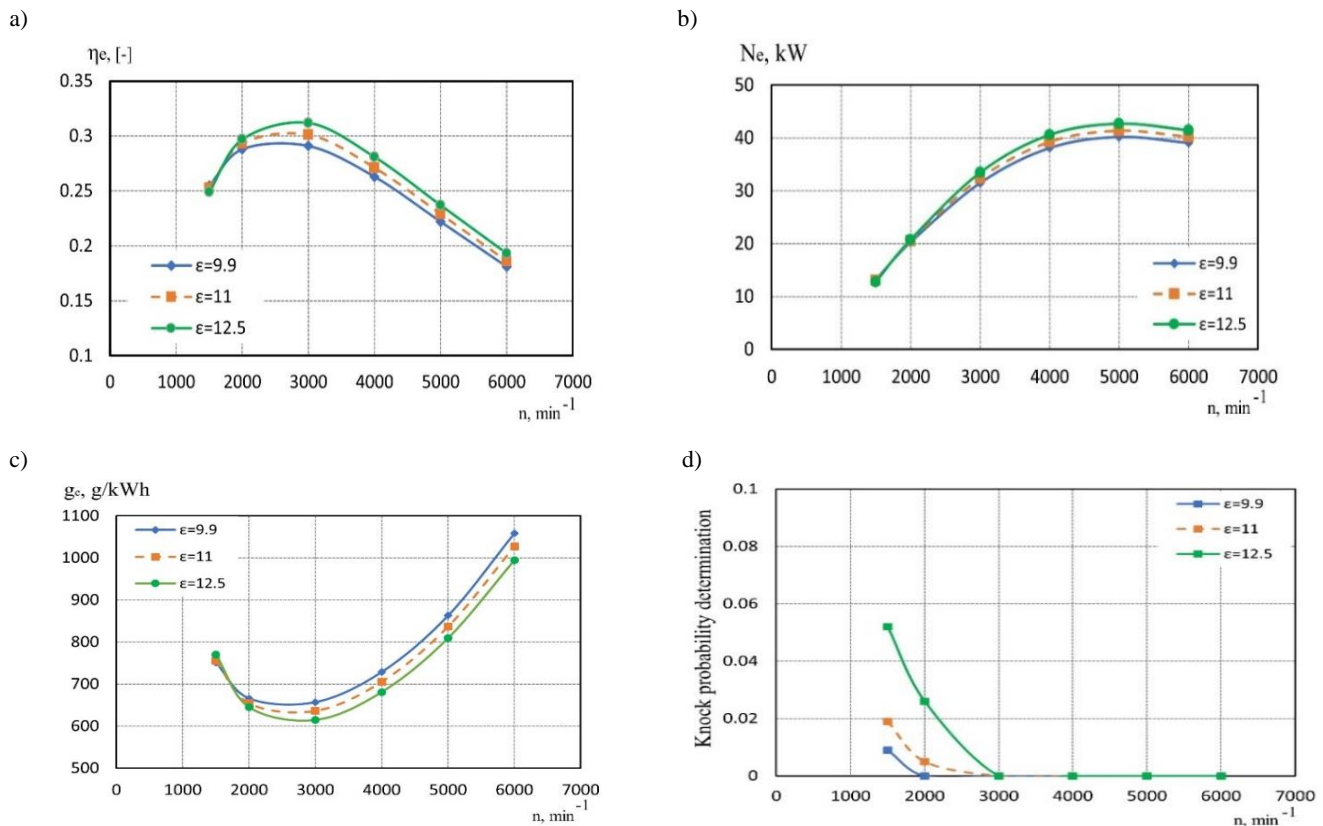 a)
ηe, [-]
0.35
0.3
0.25
0.2
0.15
0.1
ε=9.9
ε=11
ε=12.5
0 1000 2000 3000 4000 5000 6000 7000
n, min⁻¹
b)
Ne, kW
50
40
30
20
10
0
ε=9.9
ε=11
ε=12.5
0 1000 2000 3000 4000 5000 6000 7000
n, min⁻¹
c)
ge, g/kWh
1100
1000
900
800
700
600
500
ε=9.9
ε=11
ε=12.5
0 1000 2000 3000 4000 5000 6000 7000
n, min⁻¹
d)
Knock probability determination
0.1
0.08
0.06
0.04
0.02
0
ε=9.9
ε=11
ε=12.5
0 1000 2000 3000 4000 5000 6000 7000
n, min⁻¹